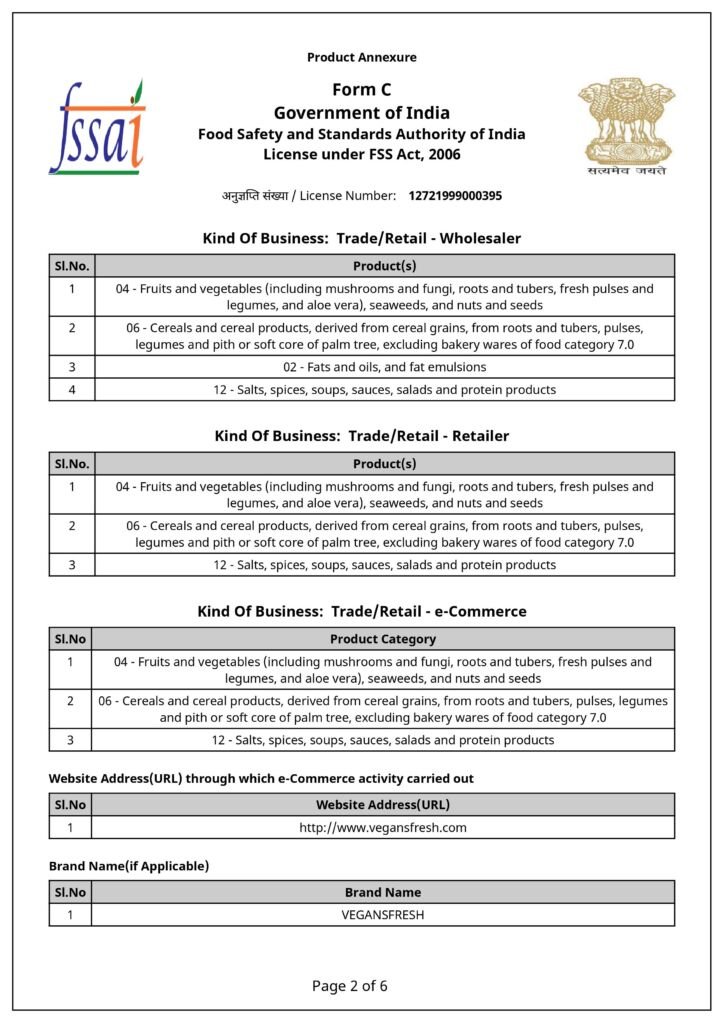 Product Annexure
Form C
Government of India
Food Safety and Standards Authority of India
License under FSS Act, 2006
fssai
सत्यमेव जयते
अनुज्ञप्ति संख्या / License Number: 12721999000395
Kind Of Business: Trade/Retail - Wholesaler
Sl.No. Product(s)
1 04 - Fruits and vegetables (including mushrooms and fungi, roots and tubers, fresh pulses and
legumes, and aloe vera), seaweeds, and nuts and seeds
2 06 - Cereals and cereal products, derived from cereal grains, from roots and tubers, pulses,
legumes and pith or soft core of palm tree, excluding bakery wares of food category 7.0
3 02 - Fats and oils, and fat emulsions
4 12 - Salts, spices, soups, sauces, salads and protein products
Kind Of Business: Trade/Retail - Retailer
Sl.No. Product(s)
1 04 - Fruits and vegetables (including mushrooms and fungi, roots and tubers, fresh pulses and
legumes, and aloe vera), seaweeds, and nuts and seeds
2 06 - Cereals and cereal products, derived from cereal grains, from roots and tubers, pulses,
legumes and pith or soft core of palm tree, excluding bakery wares of food category 7.0
3 12 - Salts, spices, soups, sauces, salads and protein products
Kind Of Business: Trade/Retail - e-Commerce
Sl.No Product Category
1 04 - Fruits and vegetables (including mushrooms and fungi, roots and tubers, fresh pulses and
legumes, and aloe vera), seaweeds, and nuts and seeds
2 06 - Cereals and cereal products, derived from cereal grains, from roots and tubers, pulses, legumes
and pith or soft core of palm tree, excluding bakery wares of food category 7.0
3 12 - Salts, spices, soups, sauces, salads and protein products
Website Address(URL) through which e-Commerce activity carried out
Sl.No Website Address(URL)
1 http://www.vegansfresh.com
Brand Name(if Applicable)
Sl.No Brand Name
1 VEGANSFRESH
Page 2 of 6